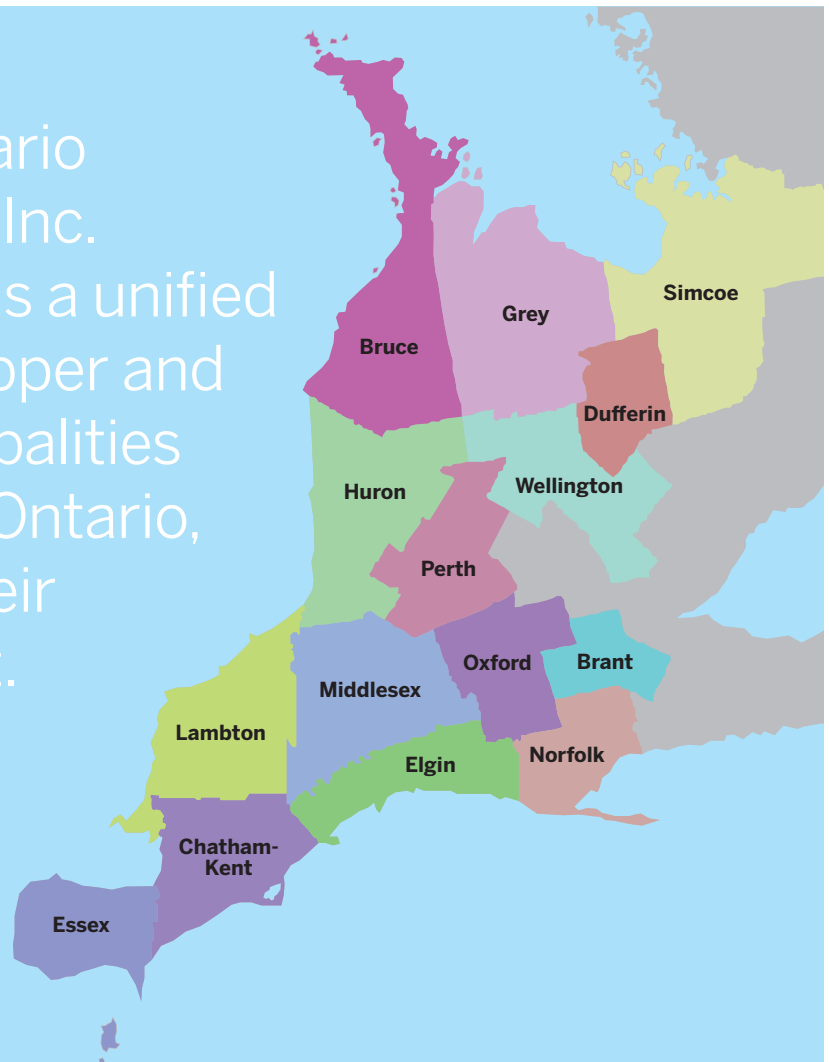 ario
Inc.
s a unified
pper and
palities
Ontario,
eir
t.
Simcoe
Grey
Bruce
Dufferin
Wellington
Huron
Perth
Oxford
Brant
Middlesex
Lambton
Norfolk
Elgin
Chatham-
Kent
Essex